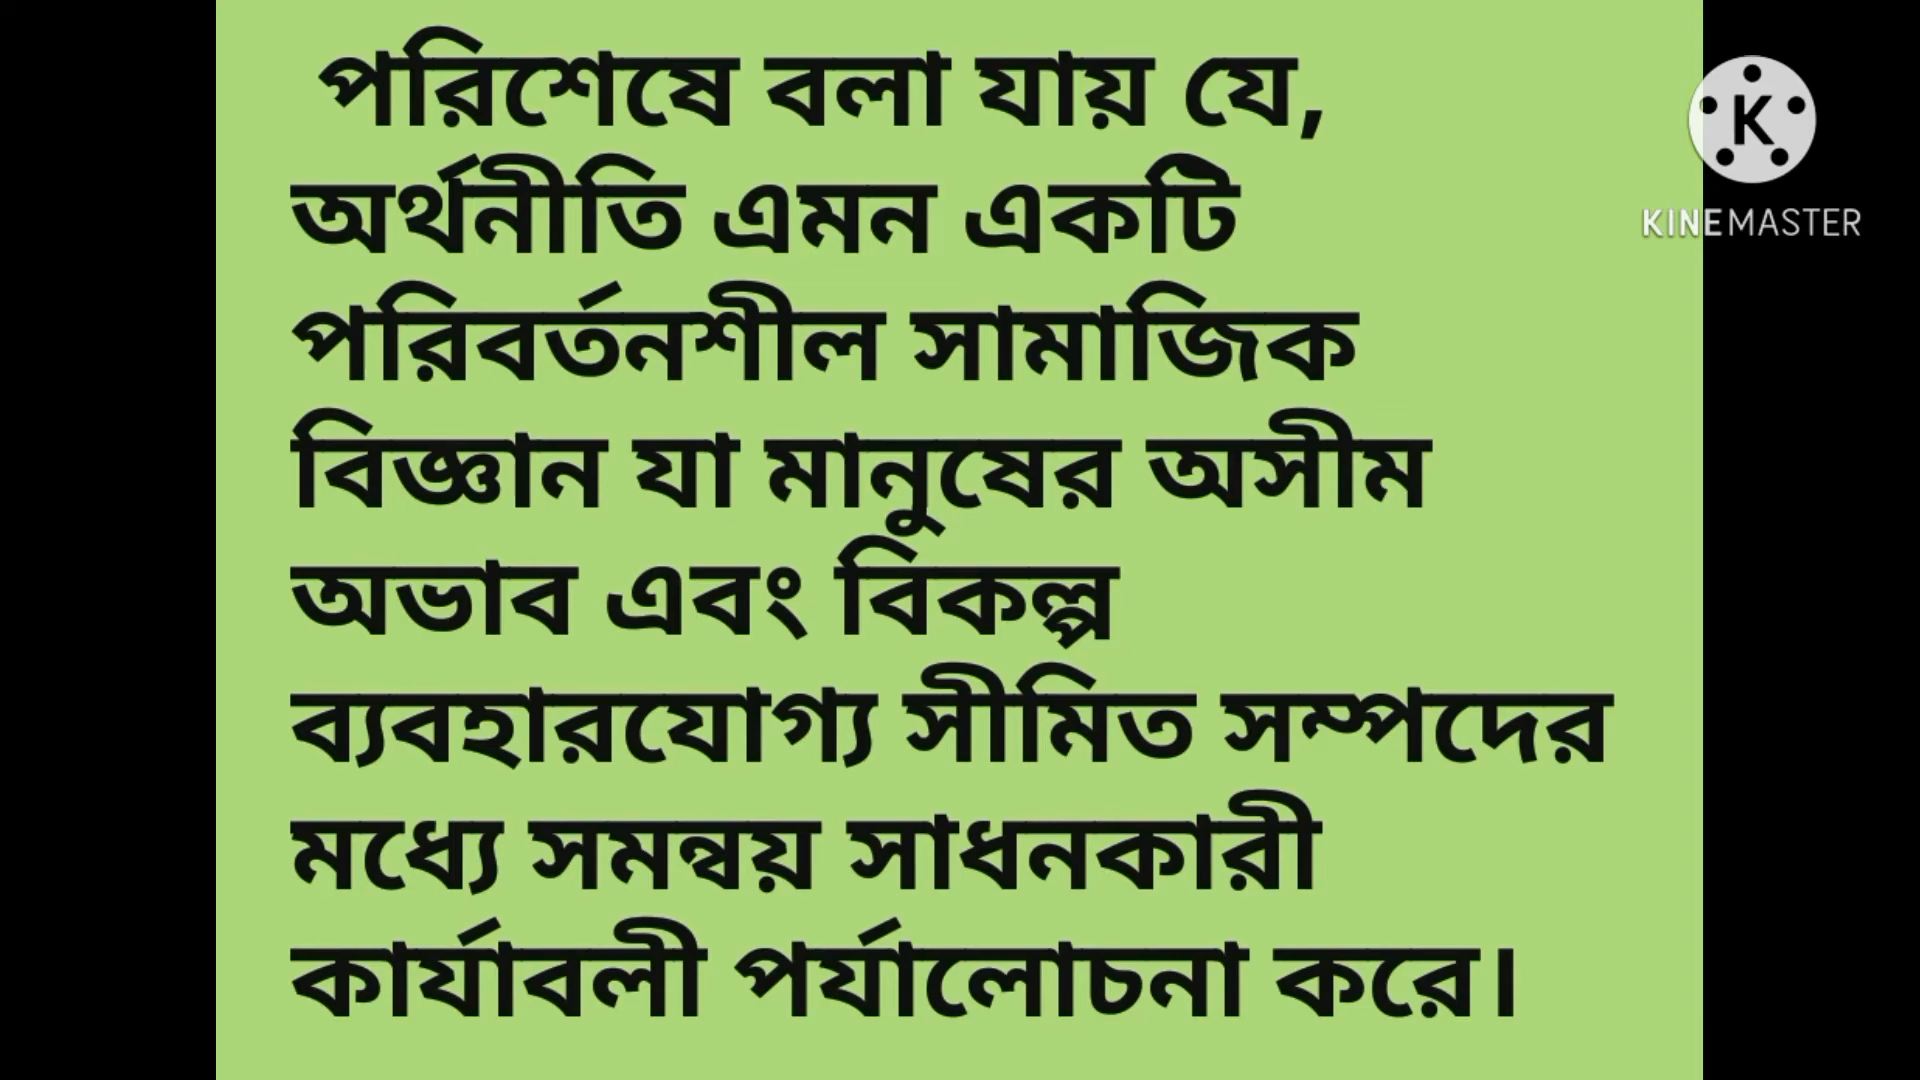 পরিশেষে বলা যায় যে,
অর্থনীতি এমন একটি
পরিবর্তনশীল সামাজিক
বিজ্ঞান যা মানুষের অসীম
অভাব এবং বিকল্প
ব্যবহারযোগ্য সীমিত সম্পদের
মধ্যে সমন্বয় সাধনকারী
কার্যাবলী পর্যালোচনা করে।
K
KINEMASTER